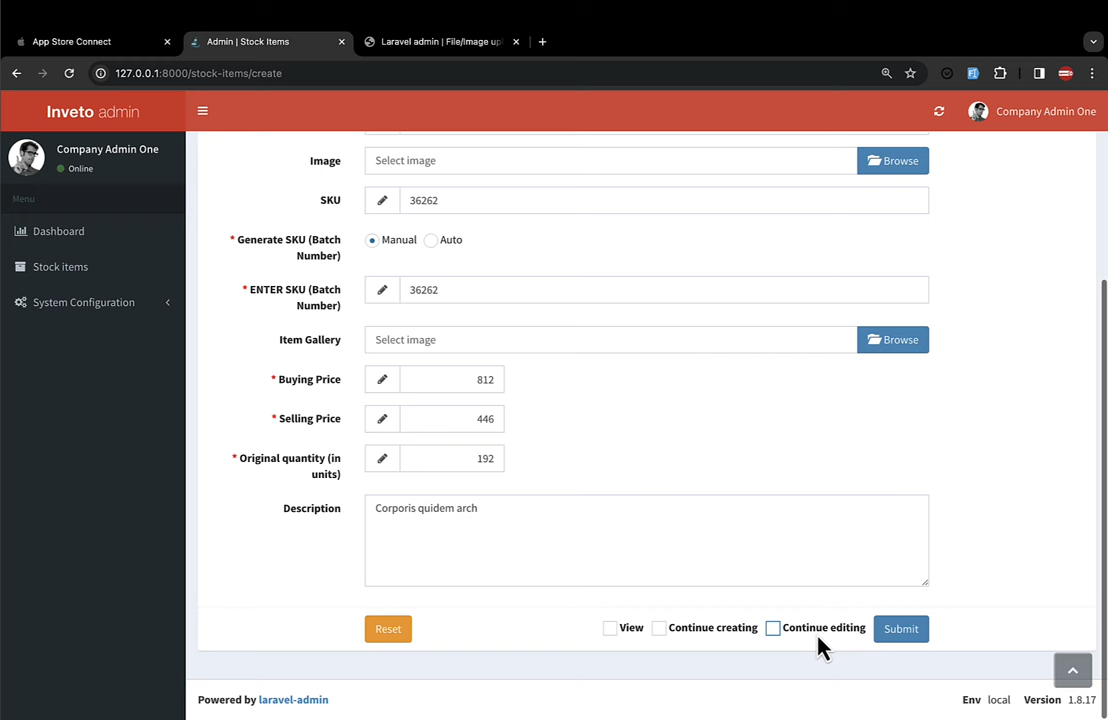 App Store Connect
Admin | Stock Items
Laravel admin | File/Image up
127.0.0.1:8000/stock-items/create
Inveto admin
Company Admin One
Company Admin One
Online
Menu
Dashboard
Stock items
System Configuration
Image
Select image
Browse
SKU
36262
* Generate SKU (Batch
Number)
Manual
Auto
* ENTER SKU (Batch
Number)
36262
Item Gallery
Select image
Browse
* Buying Price
812
* Selling Price
446
* Original quantity (in
units)
192
Description
Corporis quidem arch
Reset
View
Continue creating
Continue editing
Submit
Powered by laravel-admin
Env local Version 1.8.17